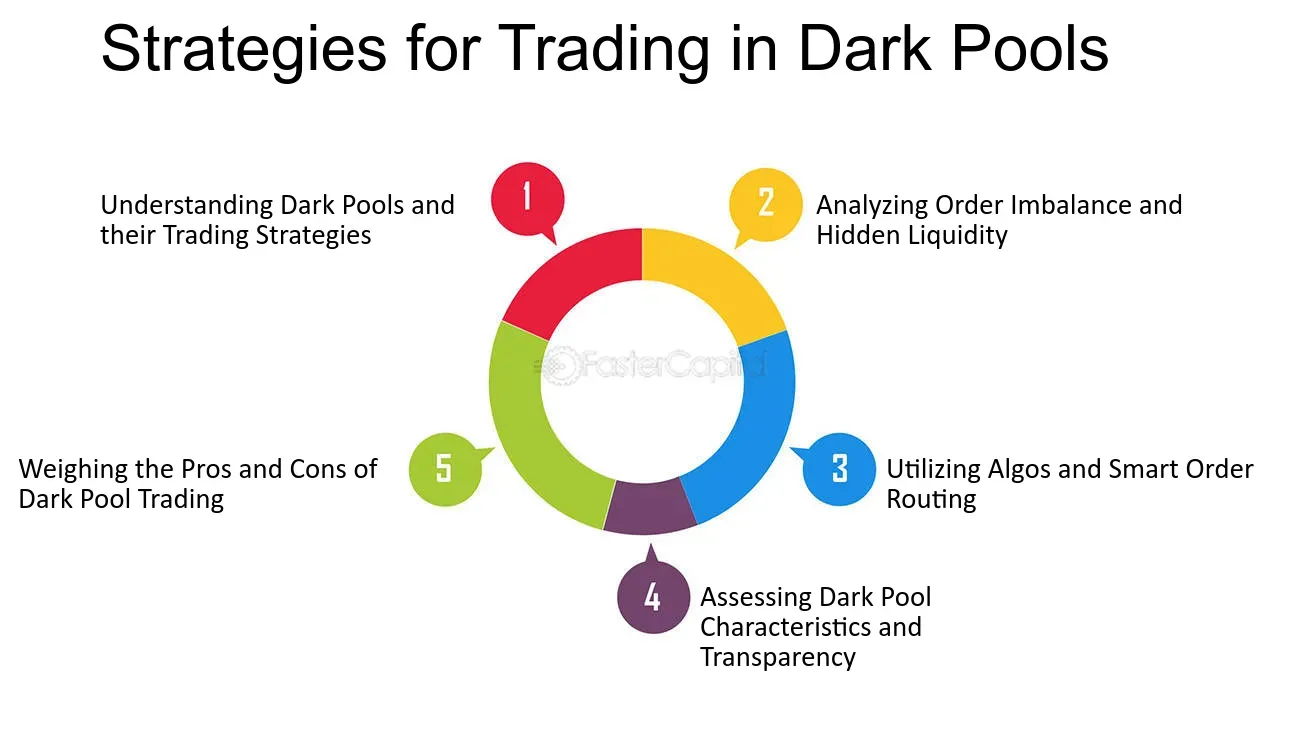 Strategies for Trading in Dark Pools
1
Understanding Dark Pools and
their Trading Strategies
2
Analyzing Order Imbalance and
Hidden Liquidity
FasterCapital
5
Weighing the Pros and Cons of
Dark Pool Trading
3
Utilizing Algos and Smart Order
Routing
4
Assessing Dark Pool
Characteristics and
Transparency